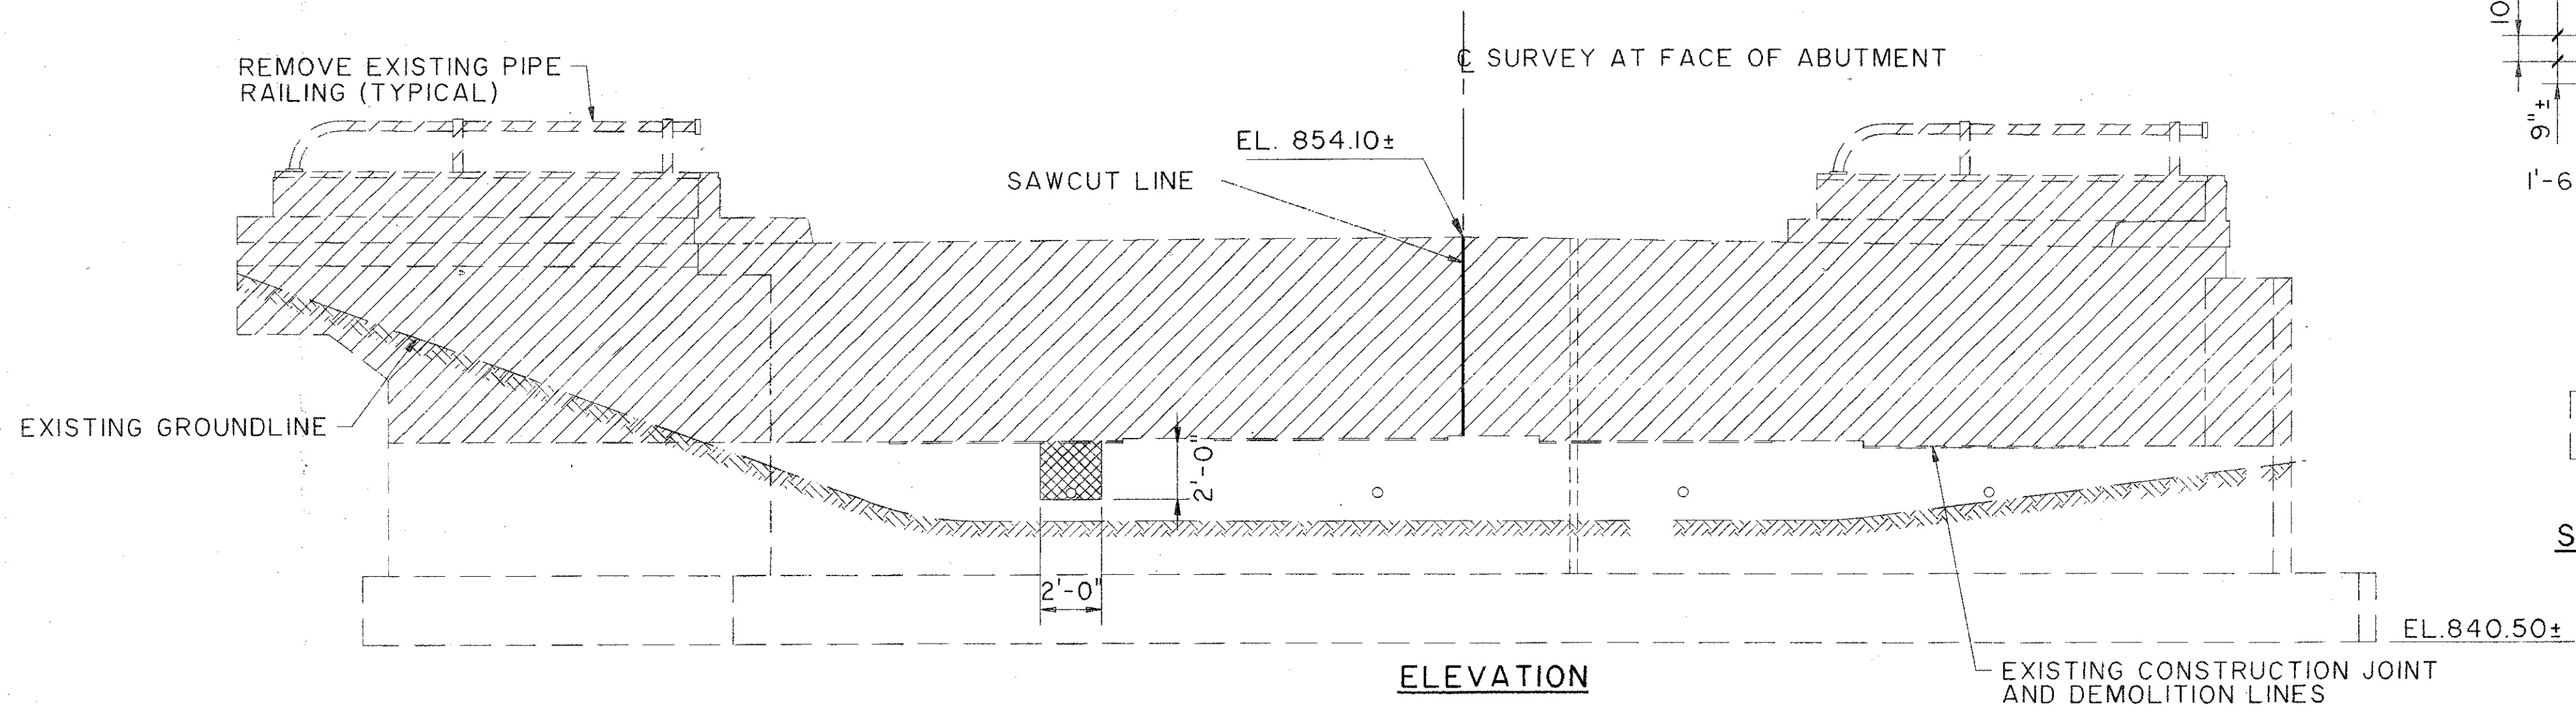 REMOVE EXISTING PIPE
RAILING (TYPICAL)
℄ SURVEY AT FACE OF ABUTMENT
EL. 854.10±
SAWCUT LINE
10
9"±
1'-6
EXISTING GROUNDLINE
2'-0"
2'-0"
S
EL.840.50±
ELEVATION
EXISTING CONSTRUCTION JOINT
AND DEMOLITION LINES